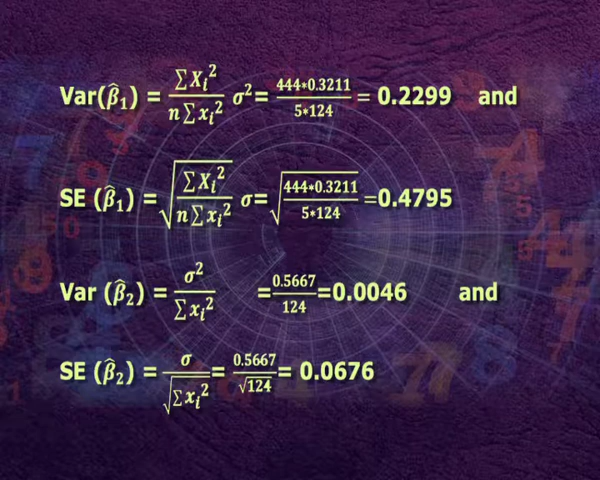 Var(β̂₁) = ∑Xᵢ² / n∑xᵢ² σ² = 444*0.3211 / 5*124 = 0.2299 and
SE (β̂₁) = √(∑Xᵢ² / n∑xᵢ²) σ = √(444*0.3211 / 5*124) = 0.4795
Var (β̂₂) = σ² / ∑xᵢ² = 0.5667 / 124 = 0.0046 and
SE (β̂₂) = σ / √(∑xᵢ²) = 0.5667 / √124 = 0.0676